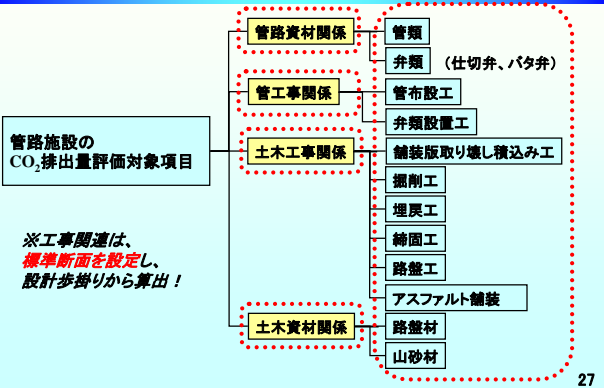 管路資材関係
管類
弁類
(仕切弁、バタ弁)
管工事関係
管布設工
弁類設置工
管路施設の
CO₂排出量評価対象項目
土木工事関係
舗装版取り壊し積込み工
掘削工
埋戻工
締固工
路盤工
アスファルト舗装
※工事関連は、
標準断面を設定し、
設計歩掛りから算出！
土木資材関係
路盤材
山砂材
27